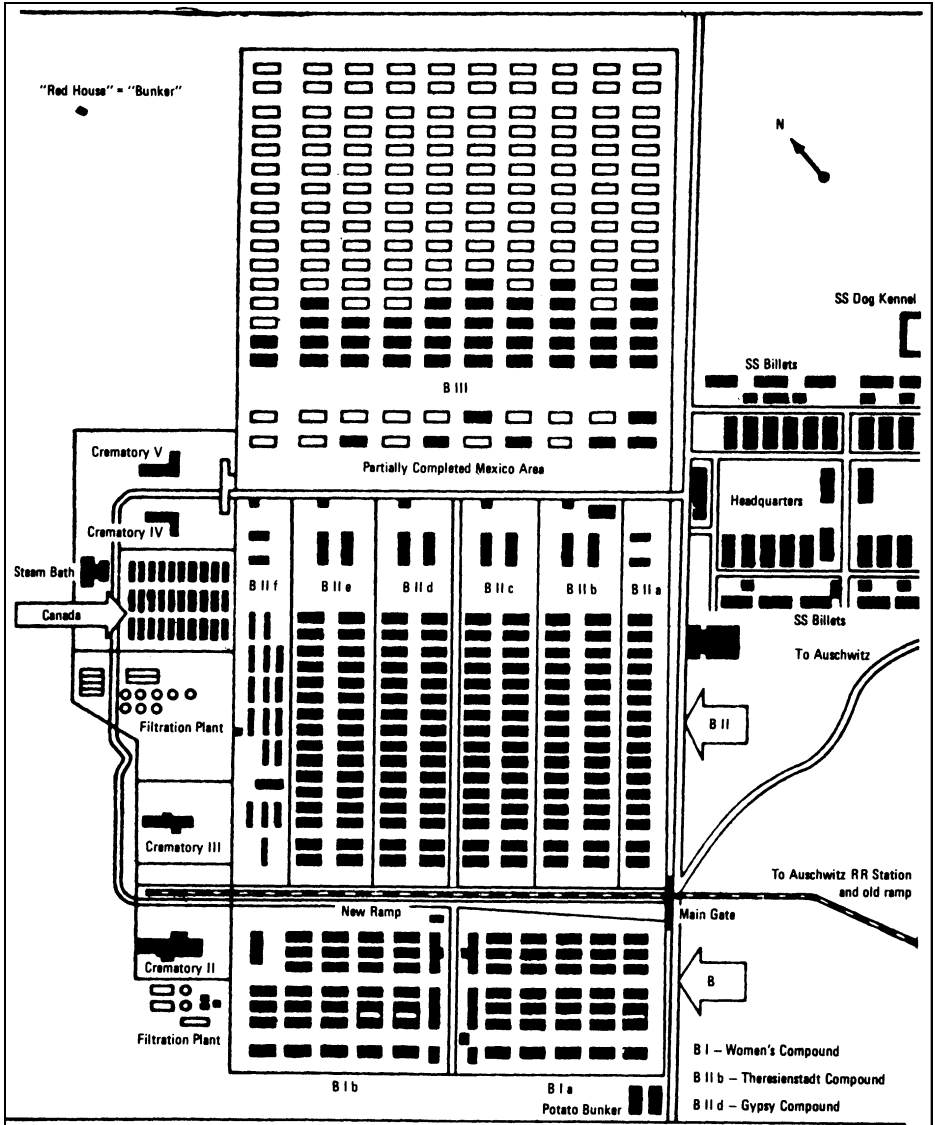 "Red House" = "Bunker"
N
SS Dog Kennel
SS Billets
B III
Crematory V
Partially Completed Mexico Area
Headquarters
Crematory IV
Steam Bath
B II f
B II e
B II d
B II c
B II b
B II a
Canada
SS Billets
To Auschwitz
B II
Filtration Plant
Crematory III
To Auschwitz RR Station
and old ramp
New Ramp
Main Gate
Crematory II
B
Filtration Plant
B I – Women's Compound
B II b – Theresienstadt Compound
B II d – Gypsy Compound
B I b
B I a
Potato Bunker